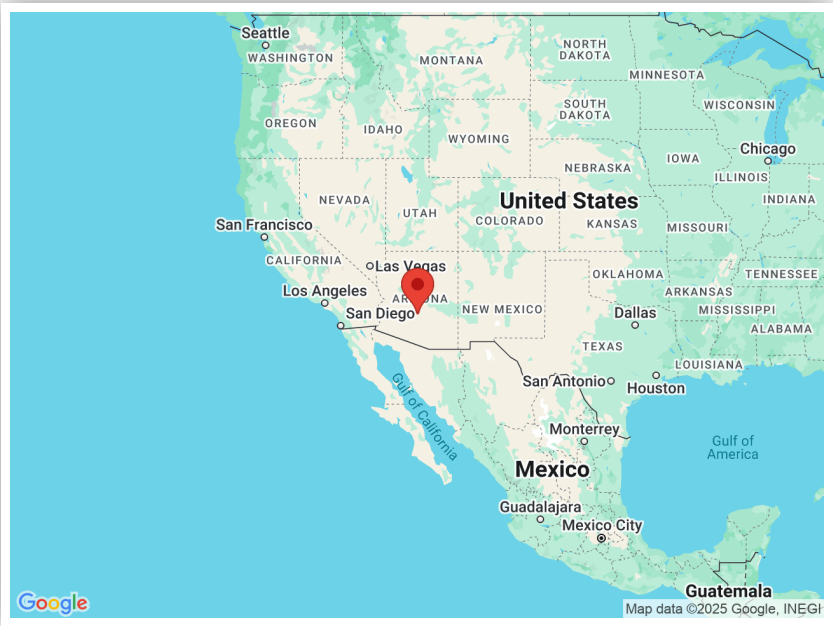 Seattle
WASHINGTON
MONTANA
NORTH
DAKOTA
MINNESOTA
SOUTH
DAKOTA
WISCONSIN
OREGON
IDAHO
WYOMING
Chicago
IOWA
NEBRASKA
ILLINOIS
NEVADA
UTAH
United States
INDIANA
COLORADO
KANSAS
MISSOURI
San Francisco
CALIFORNIA
Las Vegas
OKLAHOMA
TENNESSEE
Los Angeles
ARKANSAS
San Diego
NEW MEXICO
Dallas
MISSISSIPPI
ALABAMA
TEXAS
LOUISIANA
San Antonio
Houston
Gulf of California
Monterrey
Gulf of
America
Mexico
Guadalajara
Mexico City
Guatemala
Google
Map data ©2025 Google, INEGI